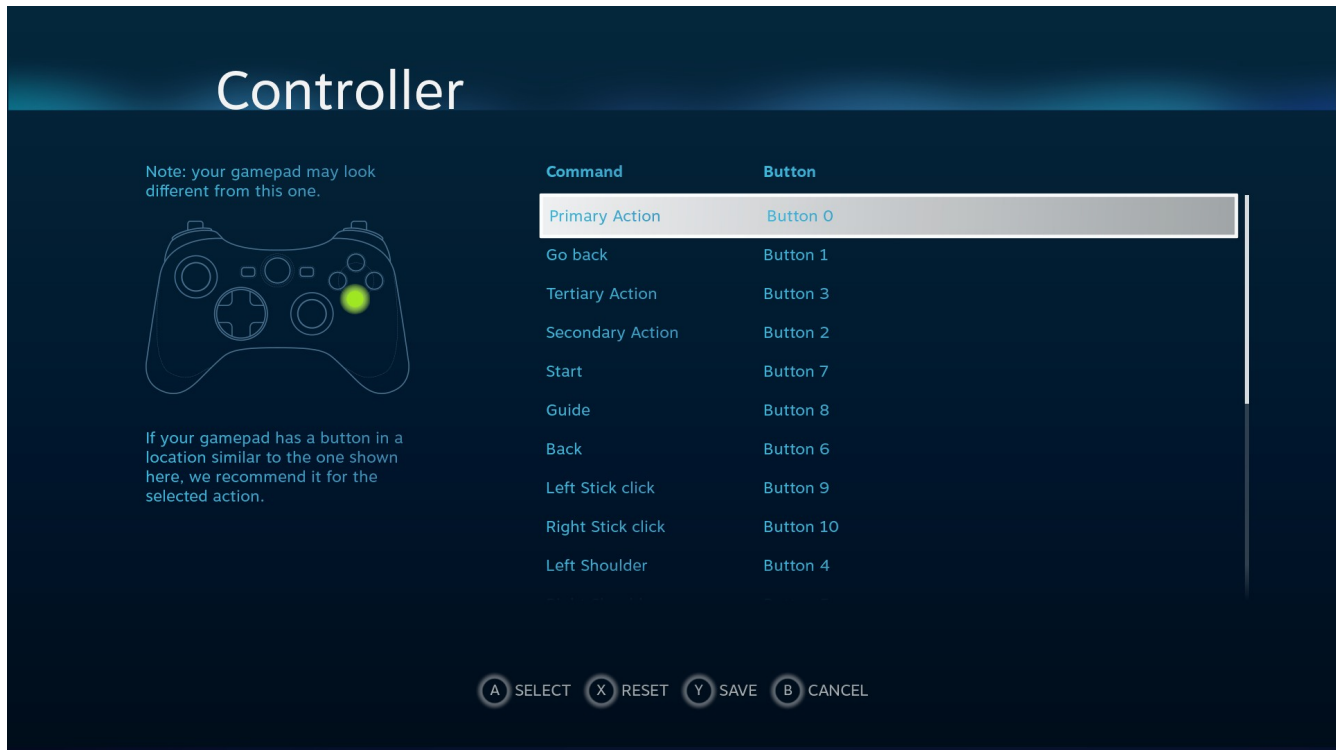 Controller
Note: your gamepad may look
different from this one.
If your gamepad has a button in a
location similar to the one shown
here, we recommend it for the
selected action.
Command Button
Primary Action Button 0
Go back Button 1
Tertiary Action Button 3
Secondary Action Button 2
Start Button 7
Guide Button 8
Back Button 6
Left Stick click Button 9
Right Stick click Button 10
Left Shoulder Button 4
A SELECT X RESET Y SAVE B CANCEL